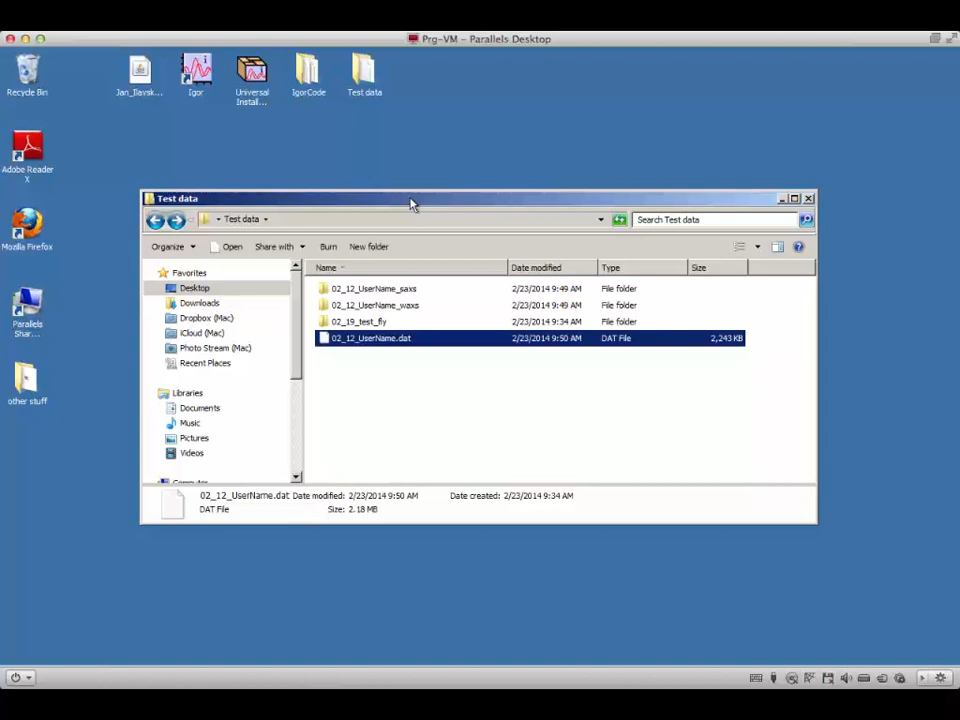 Prg-VM – Parallels Desktop
Recycle Bin
Jan_Ilavsk...
Igor
Universal
Install...
IgorCode
Test data
Adobe Reader
X
Mozilla Firefox
Parallels
Shar...
other stuff
Test data
Test data
Search Test data
Organize
Open
Share with
Burn
New folder
Name
Date modified
Type
Size
Favorites
Desktop
Downloads
Dropbox (Mac)
iCloud (Mac)
Photo Stream (Mac)
Recent Places
Libraries
Documents
Music
Pictures
Videos
Computer
02_12_UserName_saxs 2/23/2014 9:49 AM File folder
02_12_UserName_waxs 2/23/2014 9:49 AM File folder
02_19_test_fly 2/23/2014 9:34 AM File folder
02_12_UserName.dat 2/23/2014 9:50 AM DAT File 2,243 KB
02_12_UserName.dat Date modified: 2/23/2014 9:50 AM Date created: 2/23/2014 9:34 AM
DAT File Size: 2.18 MB